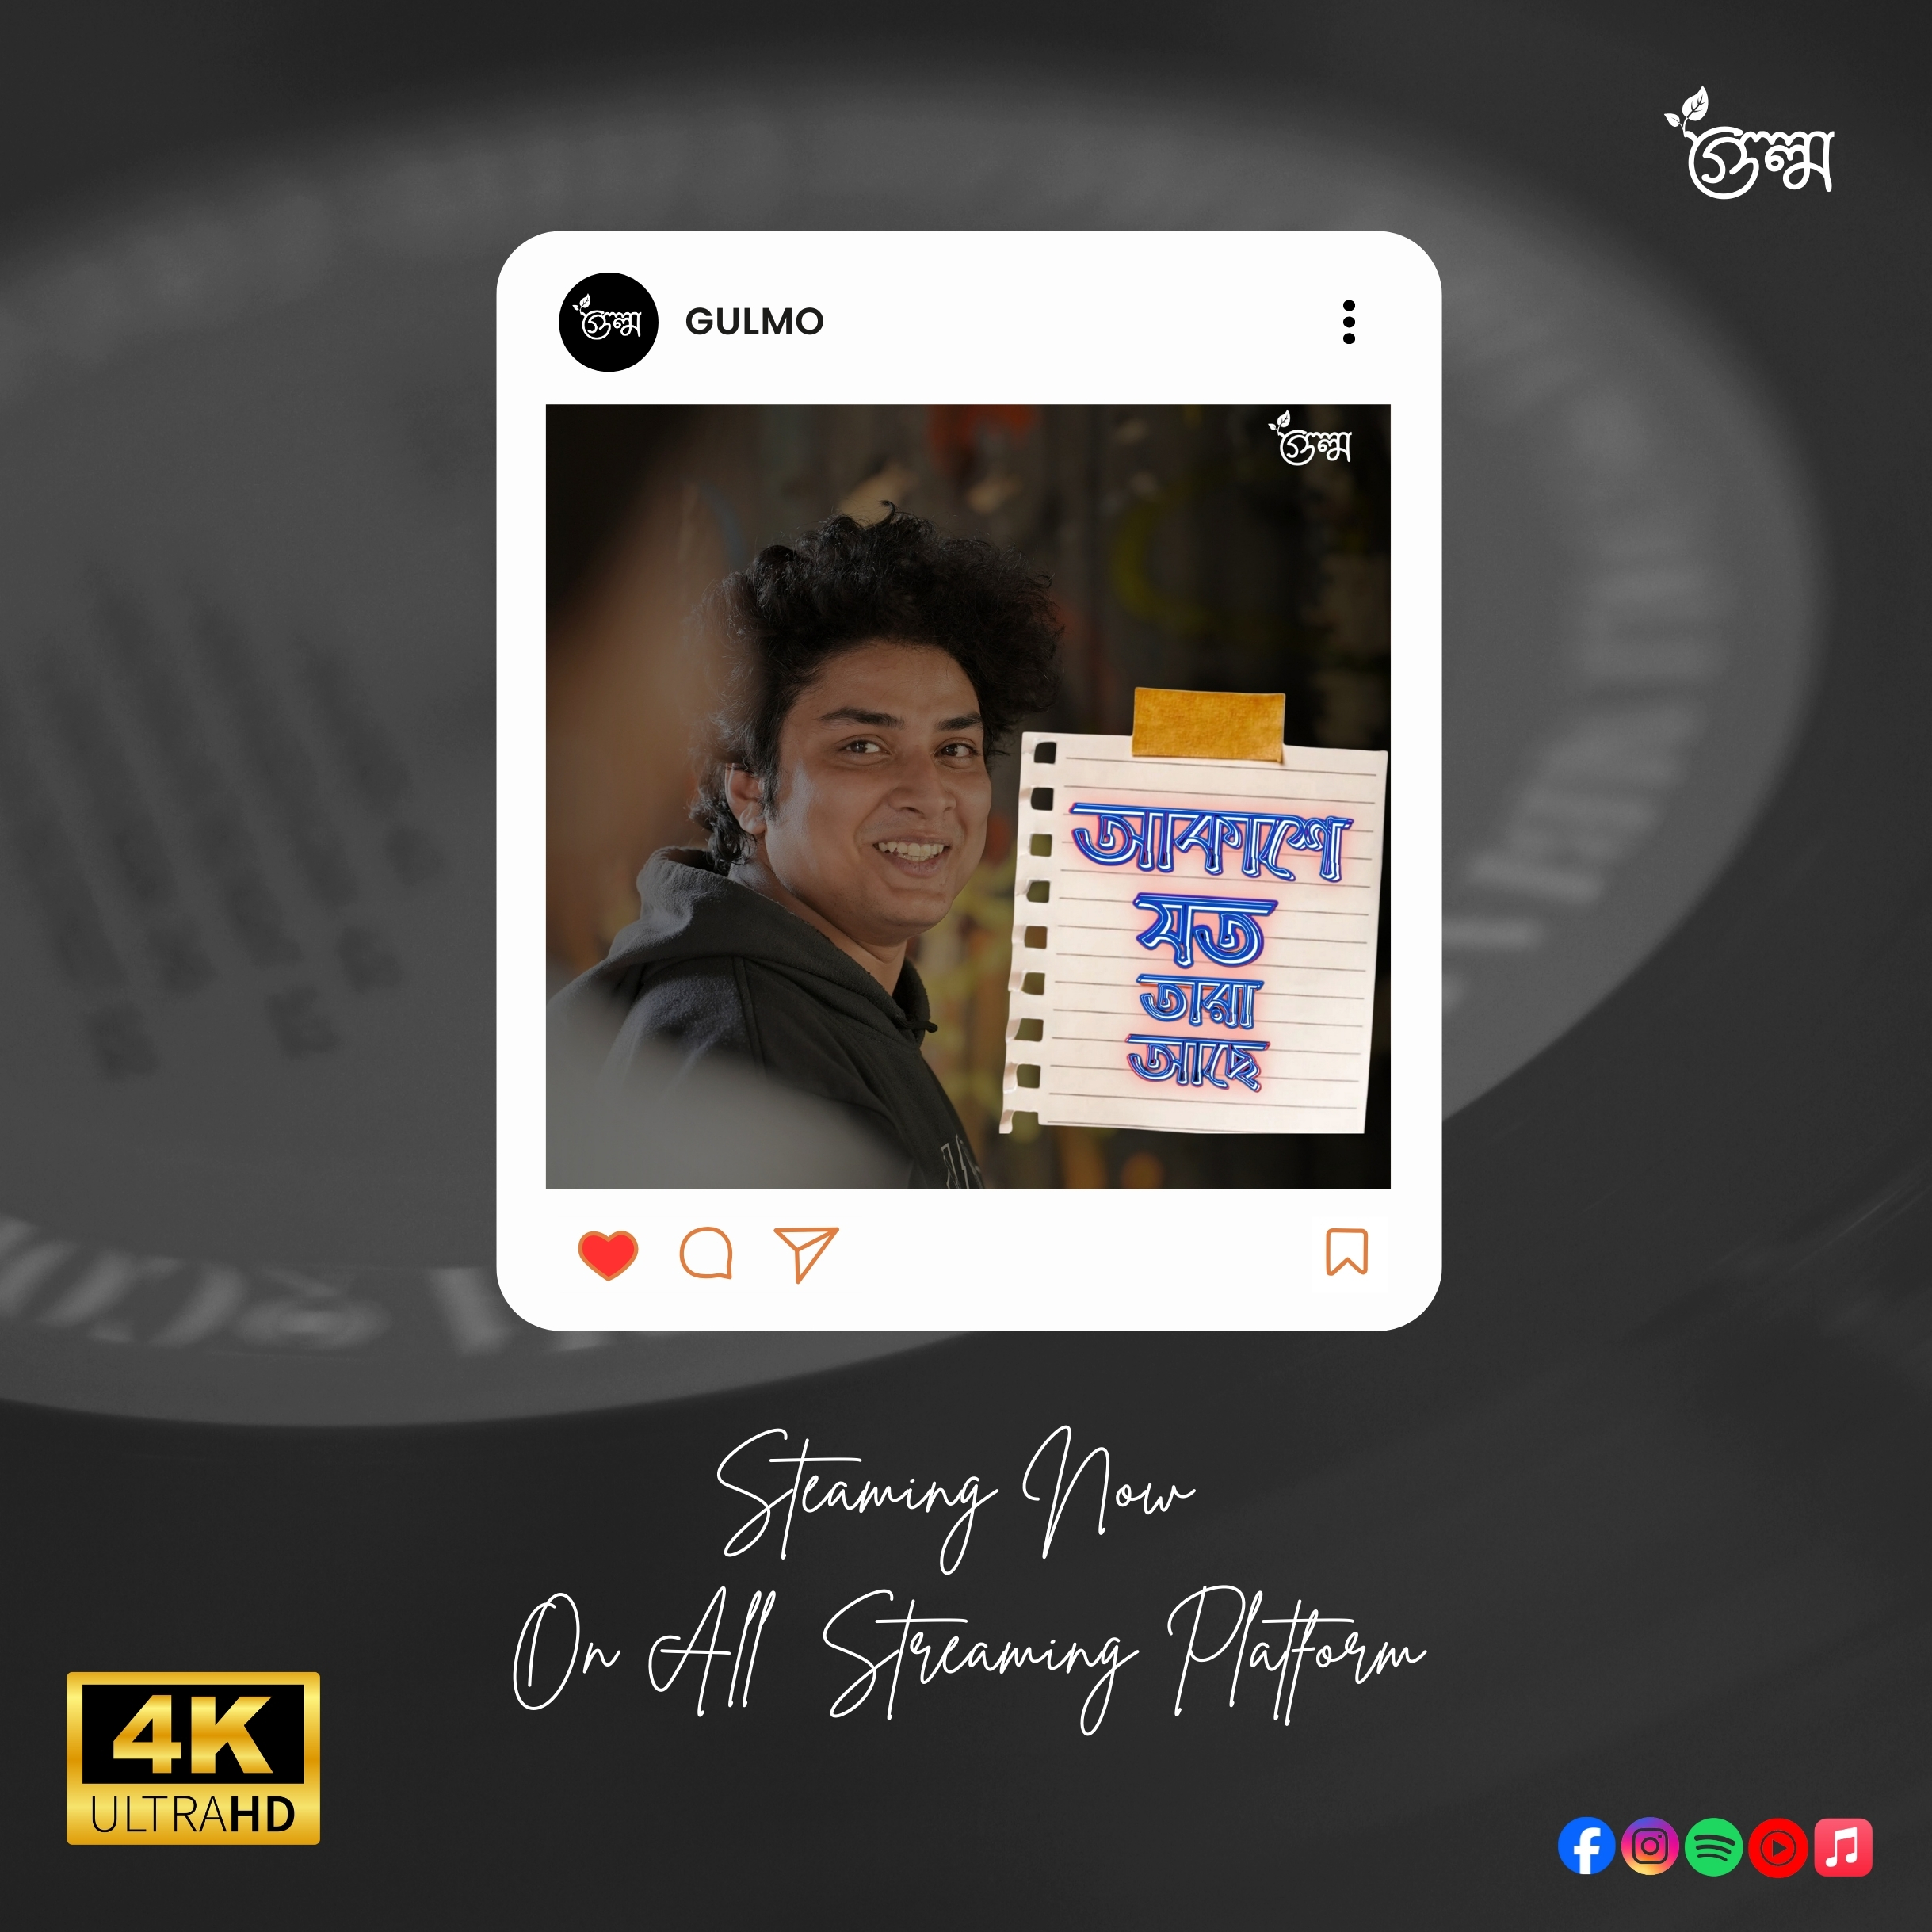 গুল্ম
গুল্ম
GULMO
গুল্ম
আকাশে
যত
তারা
আছে
Steaming Now
On All Streaming Platform
4K
ULTRAHD